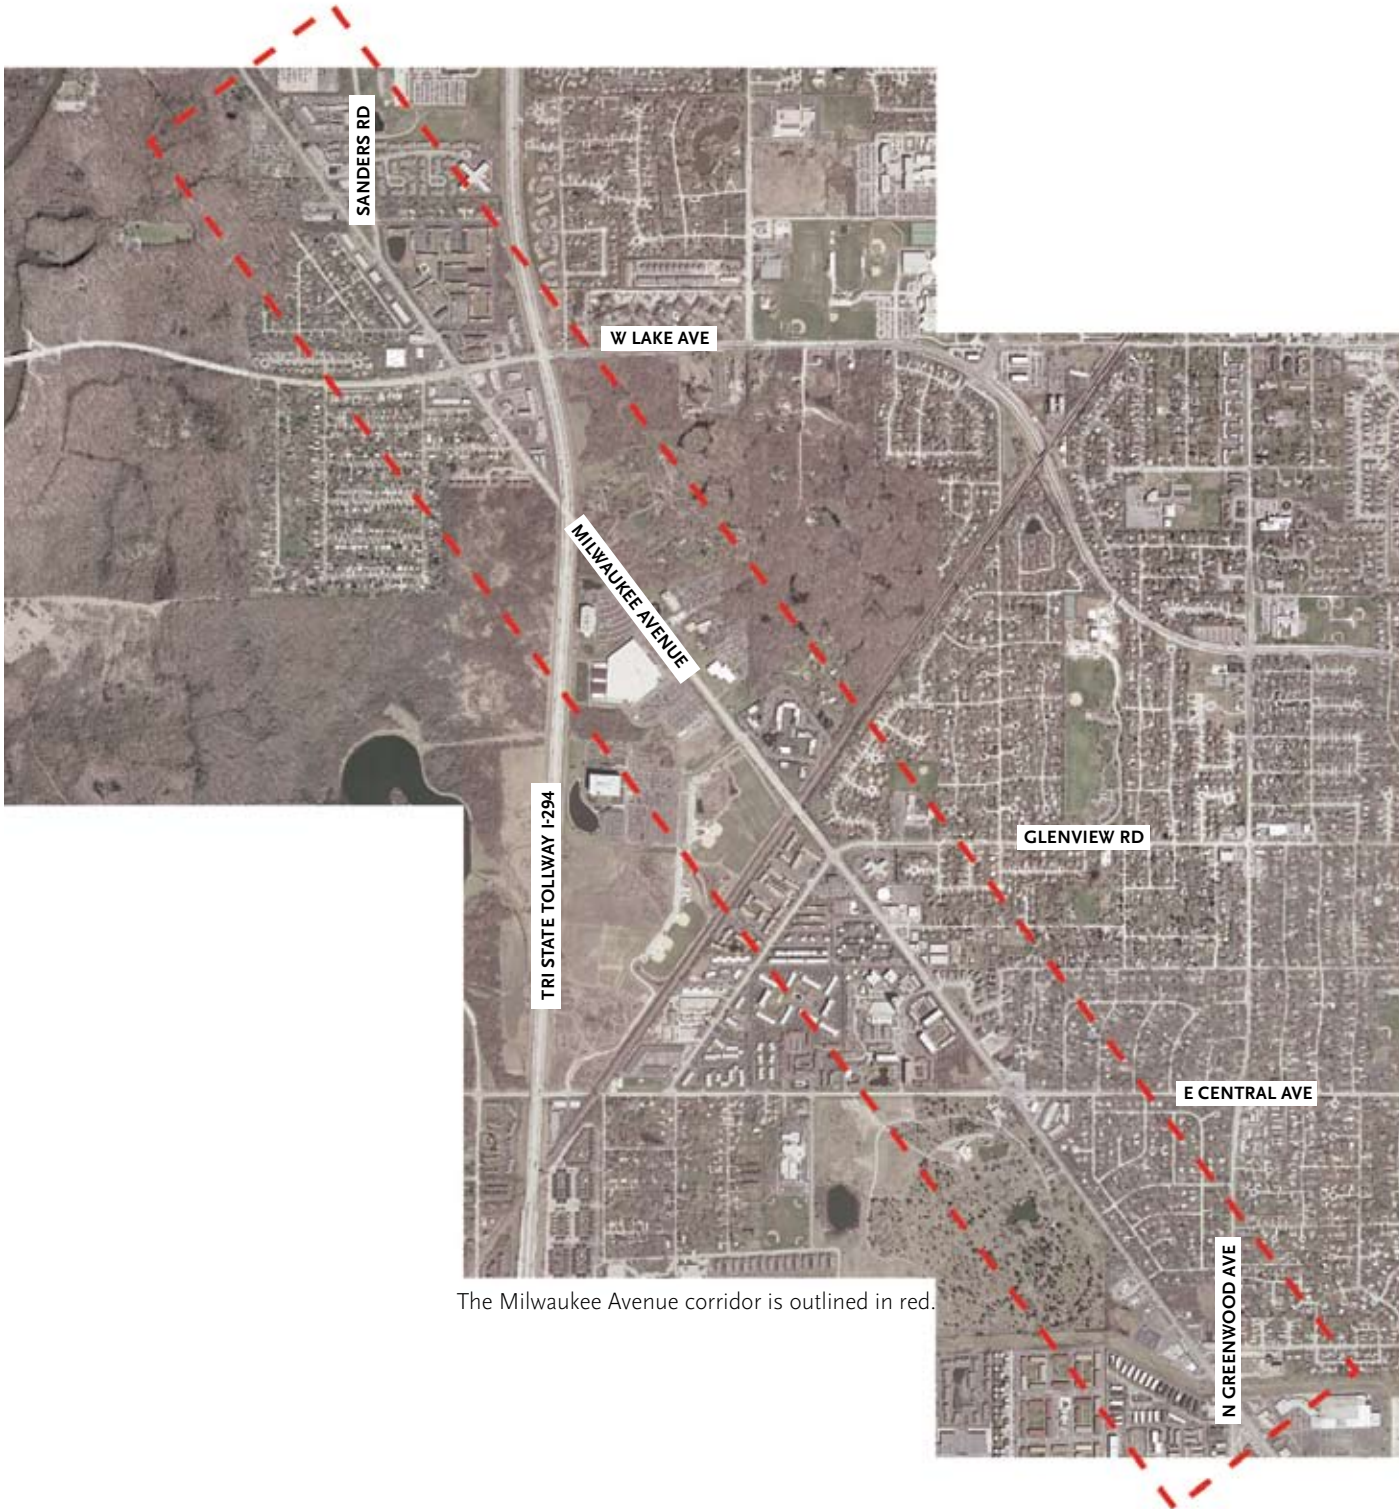 SANDERS RD
W LAKE AVE
MILWAUKEE AVENUE
TRI STATE TOLLWAY I-294
GLENVIEW RD
E CENTRAL AVE
N GREENWOOD AVE
The Milwaukee Avenue corridor is outlined in red.